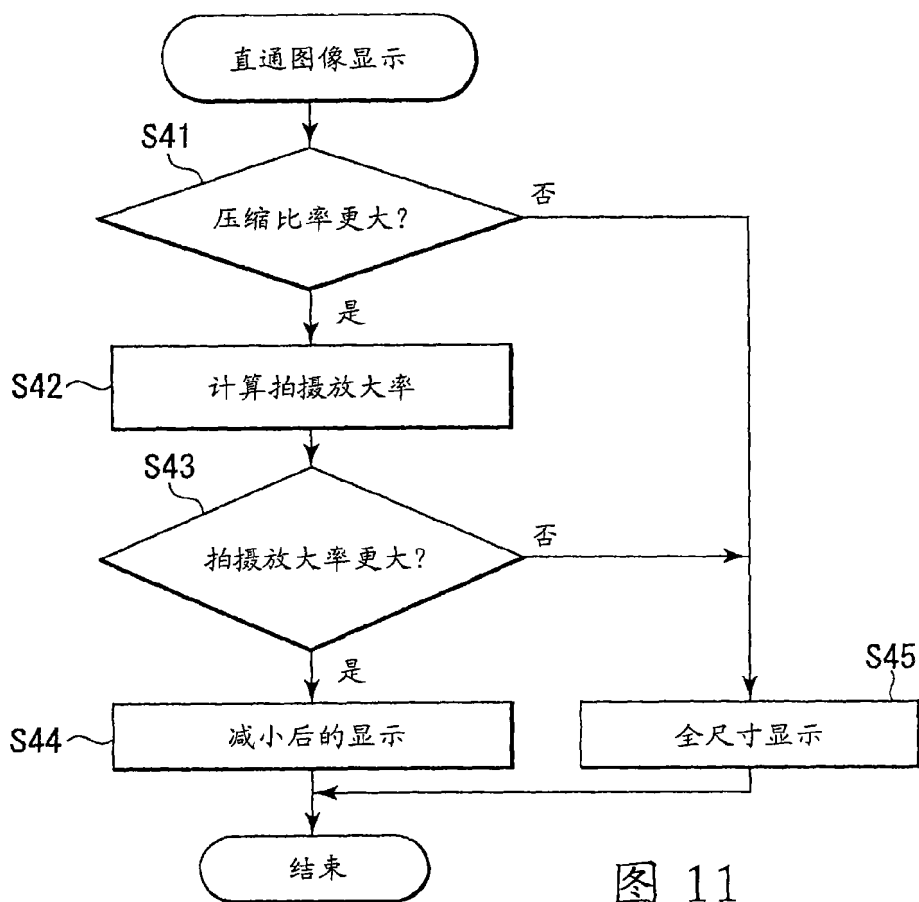 直通图像显示
S41
压缩比率更大?
否
是
S42
计算拍摄放大率
S43
拍摄放大率更大?
否
是
S45
S44
减小后的显示
全尺寸显示
结束
图 11